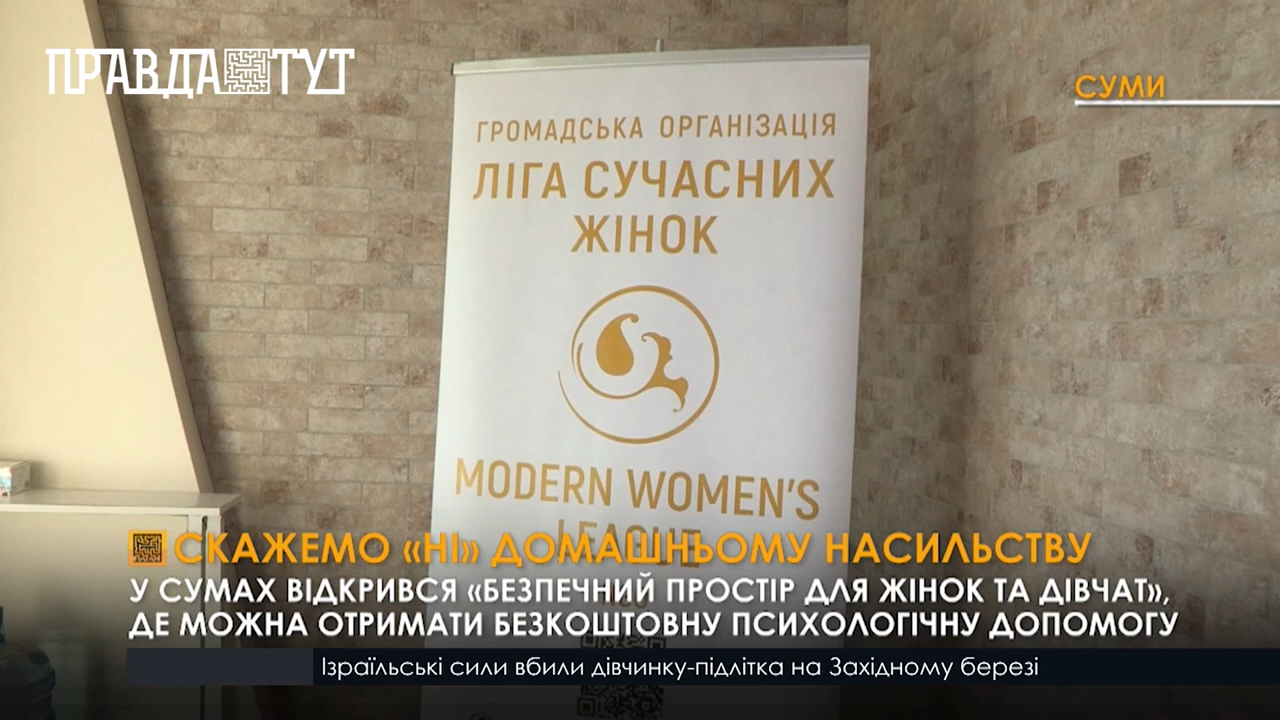 ПРАВДА ТУТ
СУМИ
ГРОМАДСЬКА ОРГАНІЗАЦІЯ
ЛІГА СУЧАСНИХ
ЖІНОК
MODERN WOMEN'S
LEAGUE
СКАЖЕМО «НІ» ДОМАШНЬОМУ НАСИЛЬСТВУ
У СУМАХ ВІДКРИВСЯ «БЕЗПЕЧНИЙ ПРОСТІР ДЛЯ ЖІНОК ТА ДІВЧАТ»,
ДЕ МОЖНА ОТРИМАТИ БЕЗКОШТОВНУ ПСИХОЛОГІЧНУ ДОПОМОГУ
Ізраїльські сили вбили дівчинку-підлітка на Західному березі